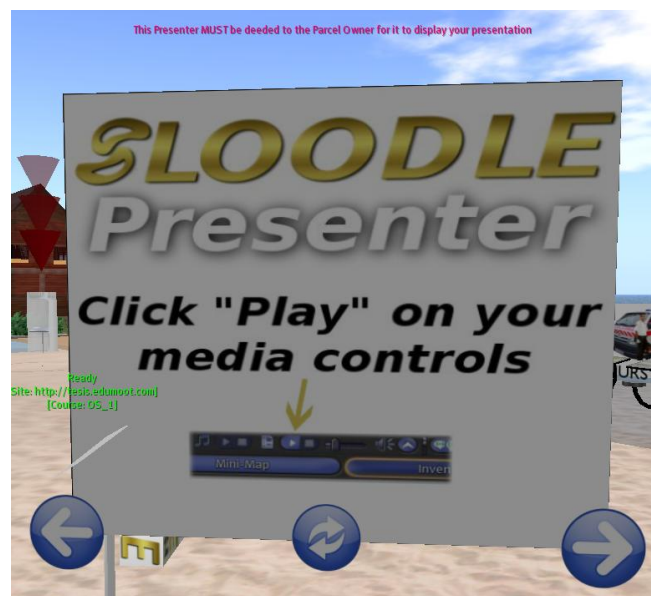 This Presenter MUST be deeded to the Parcel Owner for it to display your presentation
SLOODLE
Presenter
Click "Play" on your
media controls
Ready
Site: http://tesis.edumoot.com]
[Course: OS_1]
Mini-Map
Inven
URS
E